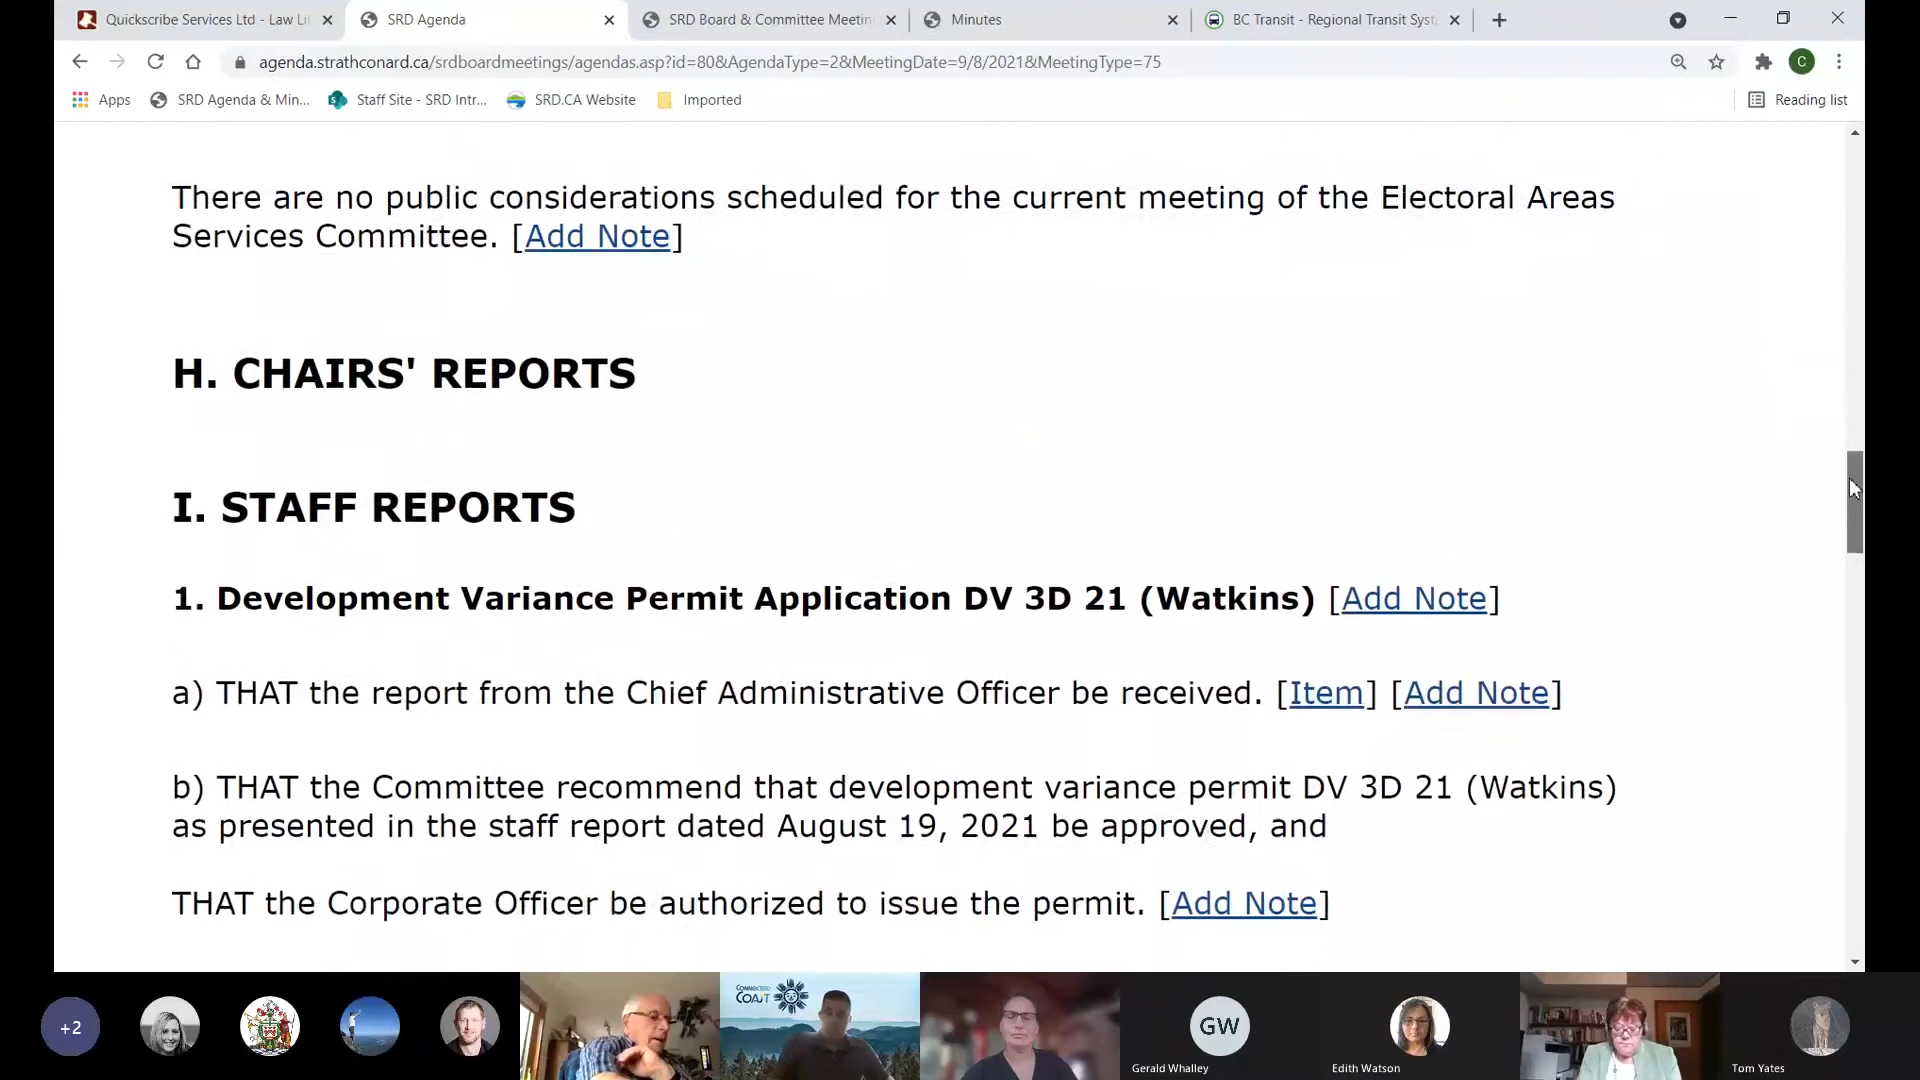 Quickscribe Services Ltd - Law Li
SRD Agenda
SRD Board & Committee Meetin
Minutes
BC Transit - Regional Transit Syst
agenda.strathconard.ca/srdboardmeetings/agendas.asp?id=80&AgendaType=2&MeetingDate=9/8/2021&MeetingType=75
C
Apps
SRD Agenda & Min...
Staff Site - SRD Intr...
SRD.CA Website
Imported
Reading list
There are no public considerations scheduled for the current meeting of the Electoral Areas
Services Committee. [Add Note]
H. CHAIRS' REPORTS
I. STAFF REPORTS
1. Development Variance Permit Application DV 3D 21 (Watkins) [Add Note]
a) THAT the report from the Chief Administrative Officer be received. [Item] [Add Note]
b) THAT the Committee recommend that development variance permit DV 3D 21 (Watkins)
as presented in the staff report dated August 19, 2021 be approved, and
THAT the Corporate Officer be authorized to issue the permit. [Add Note]
+2
CONNECTED
COAST
GW
Gerald Whalley
Edith Watson
Tom Yates